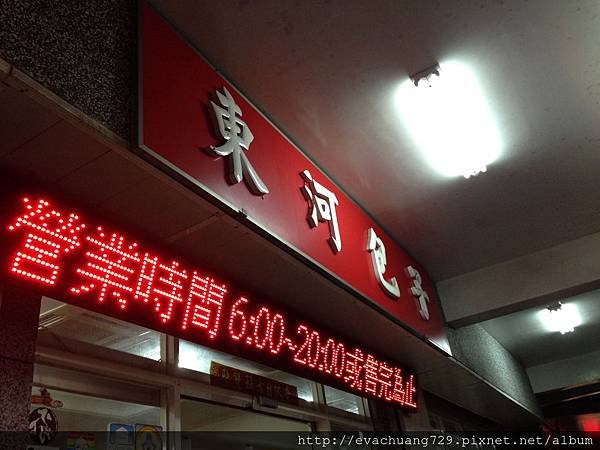 東河包子
營業時間6:00~20:00或售完為止
http://evachuang729.pixnet.net/album